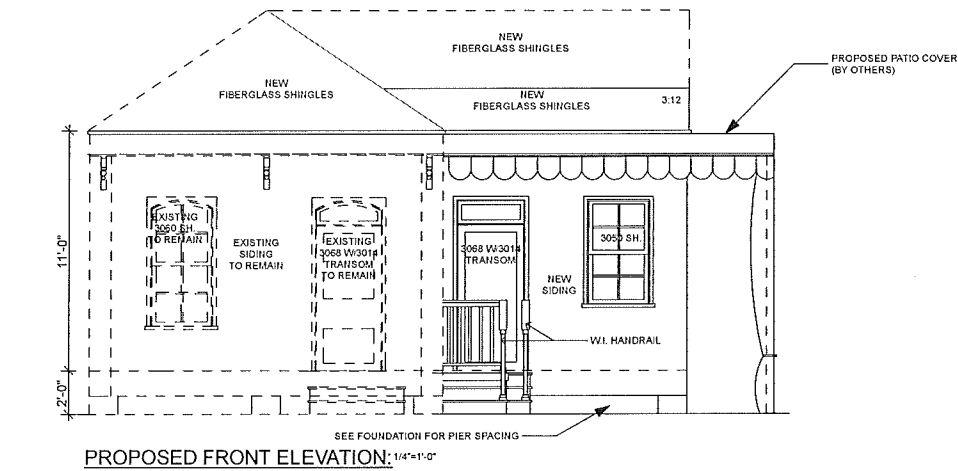 NEW
FIBERGLASS SHINGLES
PROPOSED PATIO COVER
(BY OTHERS)
NEW
FIBERGLASS SHINGLES
NEW
FIBERGLASS SHINGLES
3:12
EXISTING
3060 SH.
TO REMAIN
EXISTING
SIDING
TO REMAIN
EXISTING
3068 W/3014
TRANSOM
TO REMAIN
3068 W/3014
TRANSOM
3050 SH.
NEW
SIDING
11'-0"
W.I. HANDRAIL
2'-0"
SEE FOUNDATION FOR PIER SPACING
PROPOSED FRONT ELEVATION: 1/4"=1'-0"